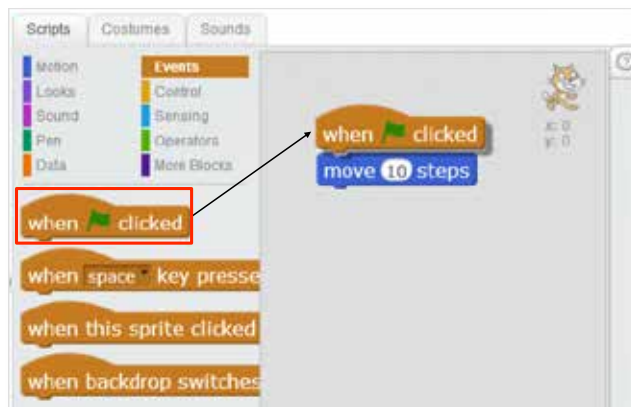 Scripts Costumes Sounds
Motion Events
Looks Control
Sound Sensing
Pen Operators
Data More Blocks
when clicked
when space key presse
when this sprite clicked
when backdrop switches
when clicked
move 10 steps
x: 0
y: 0
?